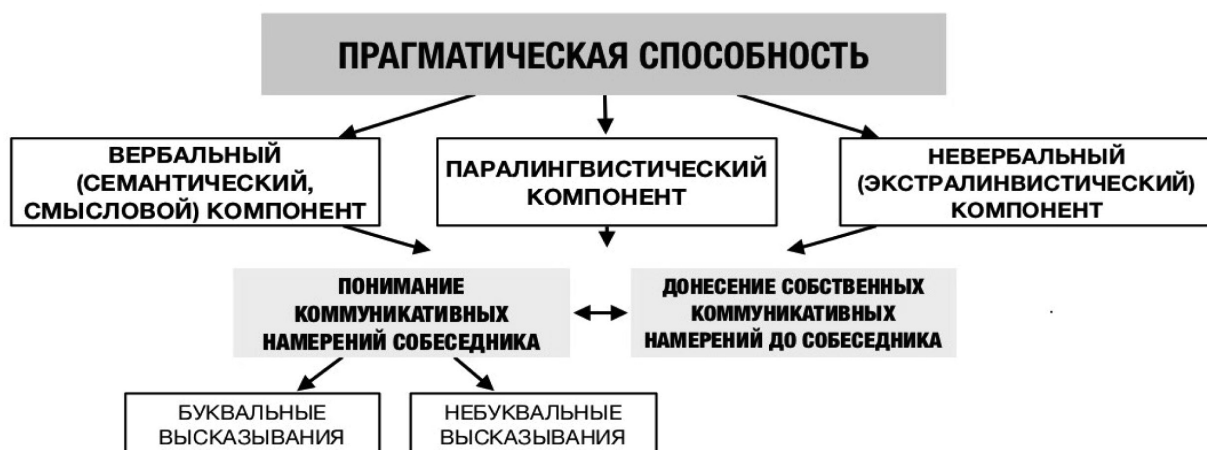 ПРАГМАТИЧЕСКАЯ СПОСОБНОСТЬ
ВЕРБАЛЬНЫЙ
(СЕМАНТИЧЕСКИЙ,
СМЫСЛОВОЙ) КОМПОНЕНТ
ПАРАЛИНГВИСТИЧЕСКИЙ
КОМПОНЕНТ
НЕВЕРБАЛЬНЫЙ
(ЭКСТРАЛИНВИСТИЧЕСКИЙ)
КОМПОНЕНТ
ПОНИМАНИЕ
КОММУНИКАТИВНЫХ
НАМЕРЕНИЙ СОБЕСЕДНИКА
ДОНЕСЕНИЕ СОБСТВЕННЫХ
КОММУНИКАТИВНЫХ
НАМЕРЕНИЙ ДО СОБЕСЕДНИКА
БУКВАЛЬНЫЕ
ВЫСКАЗЫВАНИЯ
НЕБУКВАЛЬНЫЕ
ВЫСКАЗЫВАНИЯ